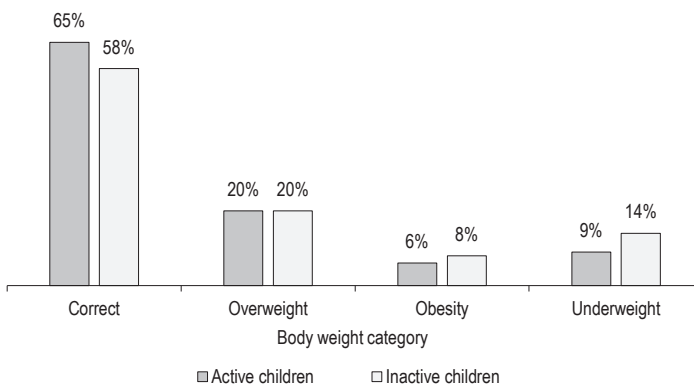 65%
58%
20%
20%
6%
8%
9%
14%
Correct
Overweight
Obesity
Underweight
Body weight category
Active children
Inactive children